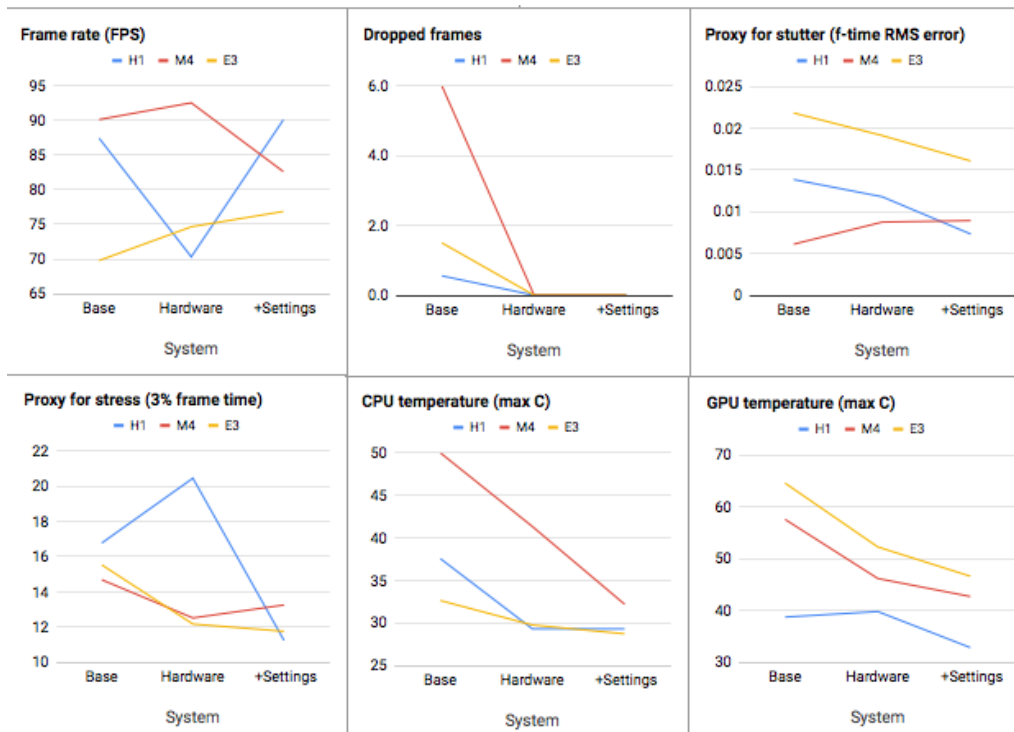 Frame rate (FPS)
H1 M4 E3
95
90
85
80
75
70
65
Base Hardware +Settings
System
Dropped frames
H1 M4 E3
6.0
4.0
2.0
0.0
Base Hardware +Settings
System
Proxy for stutter (f-time RMS error)
H1 M4 E3
0.025
0.02
0.015
0.01
0.005
0
Base Hardware +Settings
System
Proxy for stress (3% frame time)
H1 M4 E3
22
20
18
16
14
12
10
Base Hardware +Settings
System
CPU temperature (max C)
H1 M4 E3
50
45
40
35
30
25
Base Hardware +Settings
System
GPU temperature (max C)
H1 M4 E3
70
60
50
40
30
Base Hardware +Settings
System